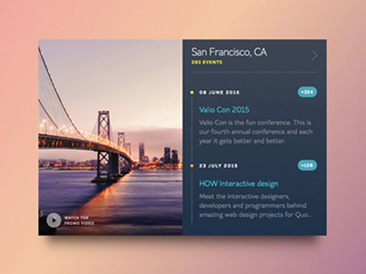 San Francisco, CA
283 EVENTS
08 JUNE 2015
+324
Valio Con 2015
Valio Con is the fun conference. This is
our fourth annual conference and each
year it gets better and better.
23 JULY 2015
+128
HOW Interactive design
Meet the interactive designers,
developers and programmers behind
amazing web design projects for Quo...
WATCH THE
PROMO VIDEO